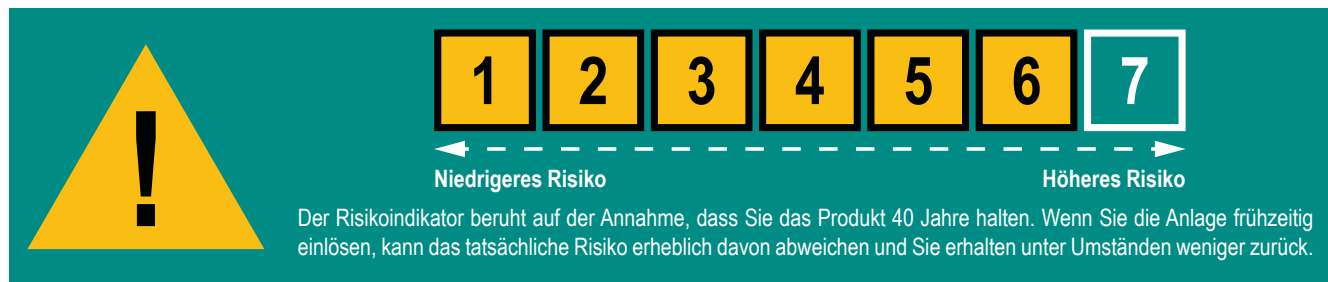 !
1 2 3 4 5 6 7
Niedrigeres Risiko Höheres Risiko
Der Risikoindikator beruht auf der Annahme, dass Sie das Produkt 40 Jahre halten. Wenn Sie die Anlage frühzeitig
einlösen, kann das tatsächliche Risiko erheblich davon abweichen und Sie erhalten unter Umständen weniger zurück.